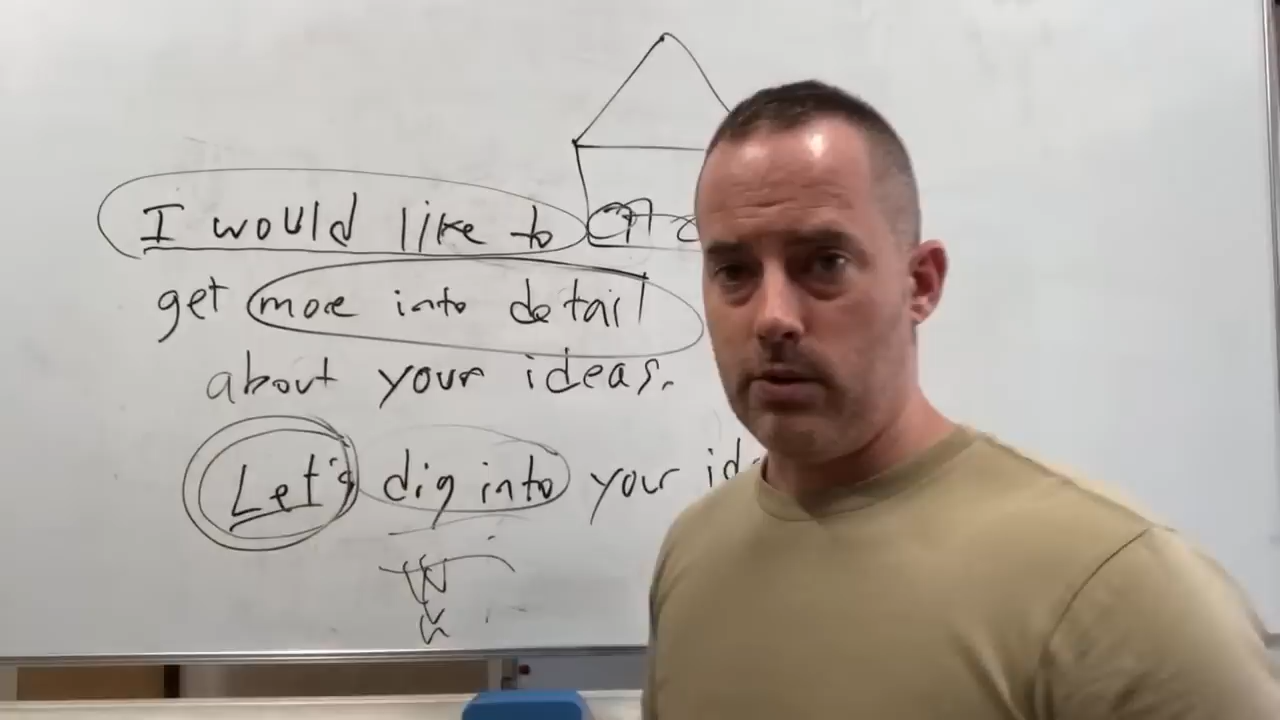 I would like to
get more into detail
about your ideas.
Let's dig into your